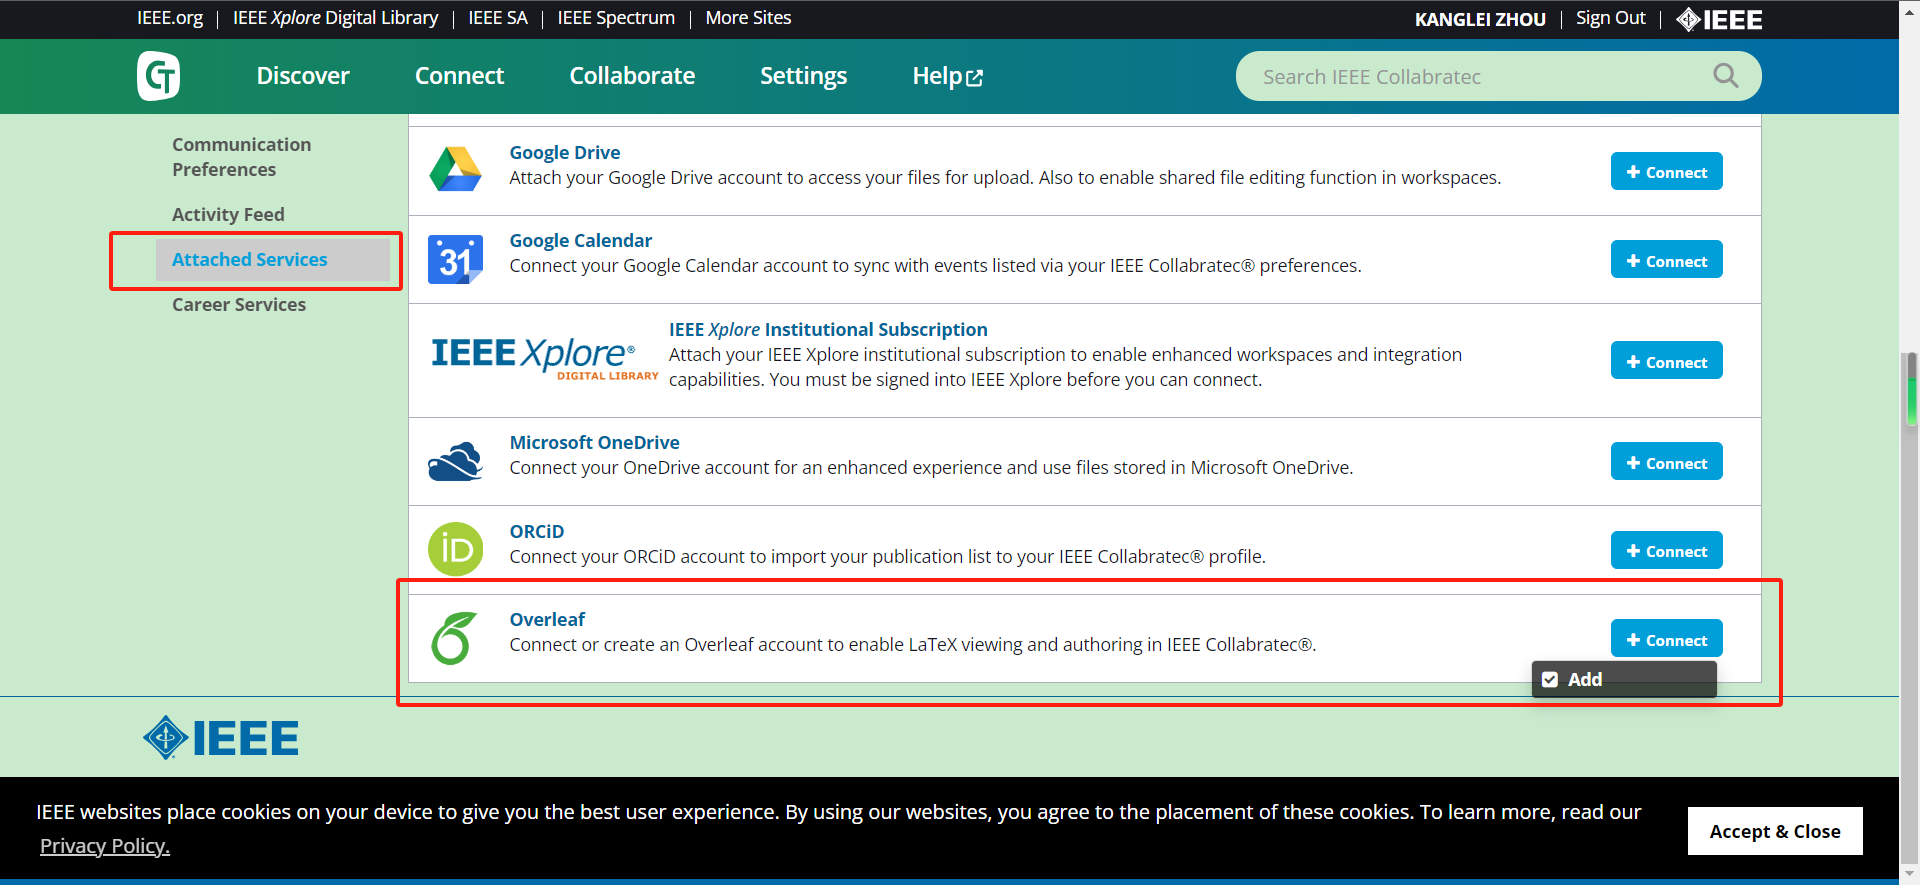 IEEE.org | IEEE Xplore Digital Library | IEEE SA | IEEE Spectrum | More Sites
KANGLEI ZHOU | Sign Out | IEEE
CT
Discover Connect Collaborate Settings Help
Search IEEE Collabratec
Communication
Preferences
Activity Feed
Attached Services
Career Services
Google Drive
Attach your Google Drive account to access your files for upload. Also to enable shared file editing function in workspaces.
+ Connect
31
Google Calendar
Connect your Google Calendar account to sync with events listed via your IEEE Collabratec® preferences.
+ Connect
IEEE Xplore®
DIGITAL LIBRARY
IEEE Xplore Institutional Subscription
Attach your IEEE Xplore institutional subscription to enable enhanced workspaces and integration
capabilities. You must be signed into IEEE Xplore before you can connect.
+ Connect
Microsoft OneDrive
Connect your OneDrive account for an enhanced experience and use files stored in Microsoft OneDrive.
+ Connect
iD
ORCiD
Connect your ORCiD account to import your publication list to your IEEE Collabratec® profile.
+ Connect
Overleaf
Connect or create an Overleaf account to enable LaTeX viewing and authoring in IEEE Collabratec®.
+ Connect
Add
IEEE
IEEE websites place cookies on your device to give you the best user experience. By using our websites, you agree to the placement of these cookies. To learn more, read our
Privacy Policy.
Accept & Close